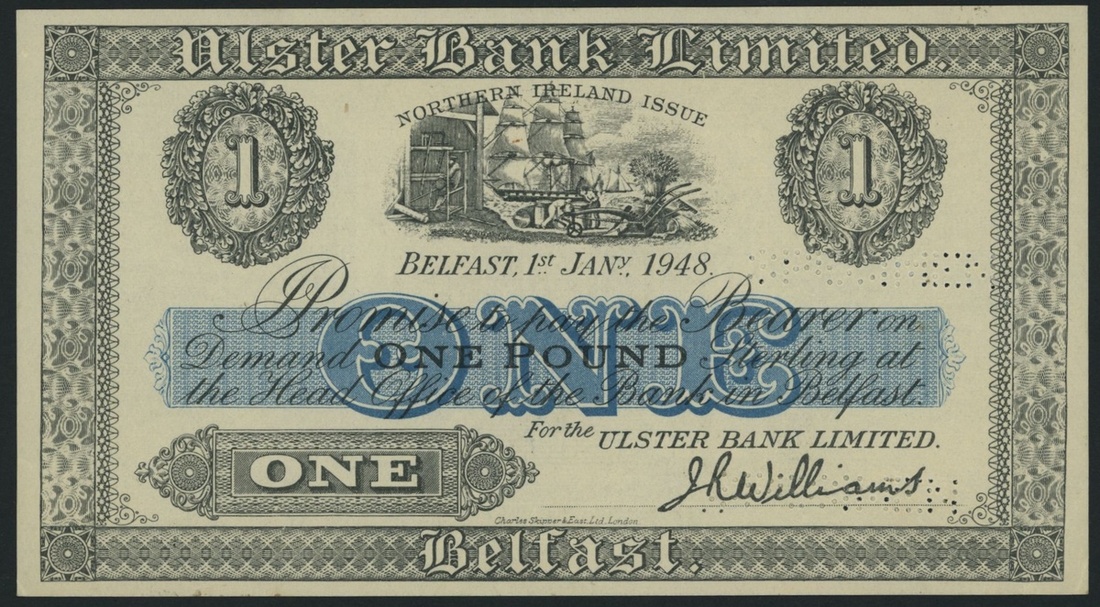 Ulster Bank Limited.
NORTHERN IRELAND ISSUE
1 1
BELFAST, 1st JANY., 1948.
I Promise to pay the Bearer on
Demand ONE POUND Sterling at
the Head Office of the Bank in Belfast.
ONE
For the ULSTER BANK LIMITED.
ONE
JRWilliams
Charles Skipper & East, Ltd. London.
Belfast.